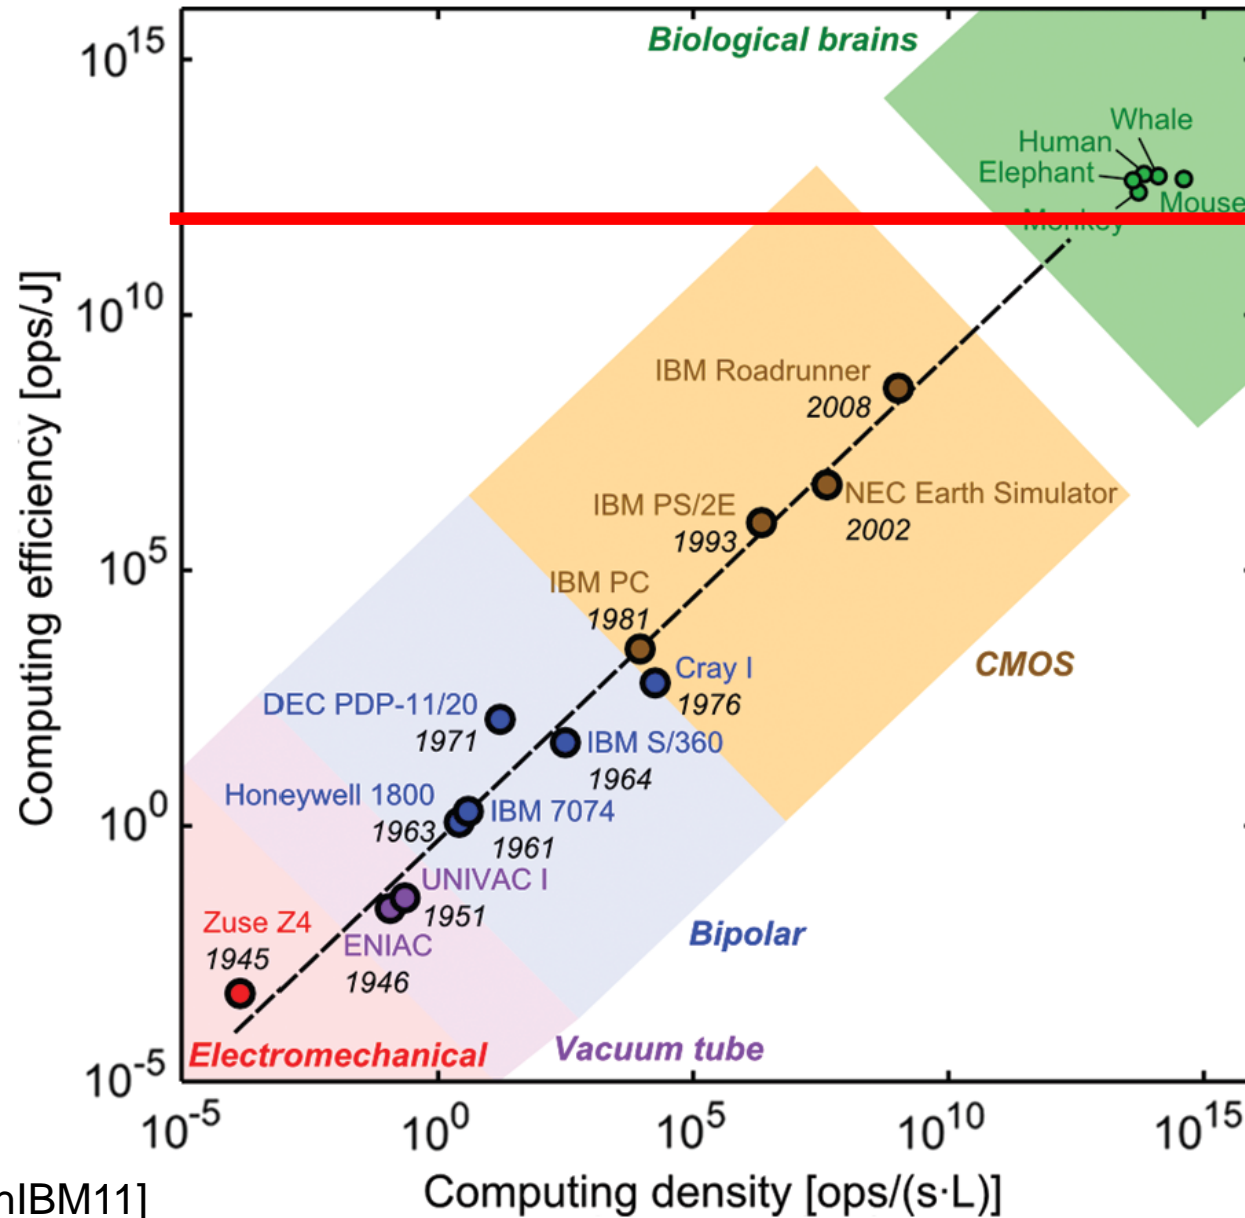 10^15
Biological brains
Whale
Human
Elephant
Mouse
Monkey
10^10
IBM Roadrunner
2008
IBM PS/2E
1993
NEC Earth Simulator
2002
10^5
IBM PC
1981
Cray I
1976
CMOS
DEC PDP-11/20
1971
IBM S/360
1964
Honeywell 1800
1963
IBM 7074
1961
10^0
UNIVAC I
1951
Zuse Z4
1945
ENIAC
1946
Bipolar
Electromechanical
Vacuum tube
10^-5
Computing efficiency [ops/J]
10^-5
10^0
10^5
10^10
10^15
Computing density [ops/(s·L)]
nIBM11]